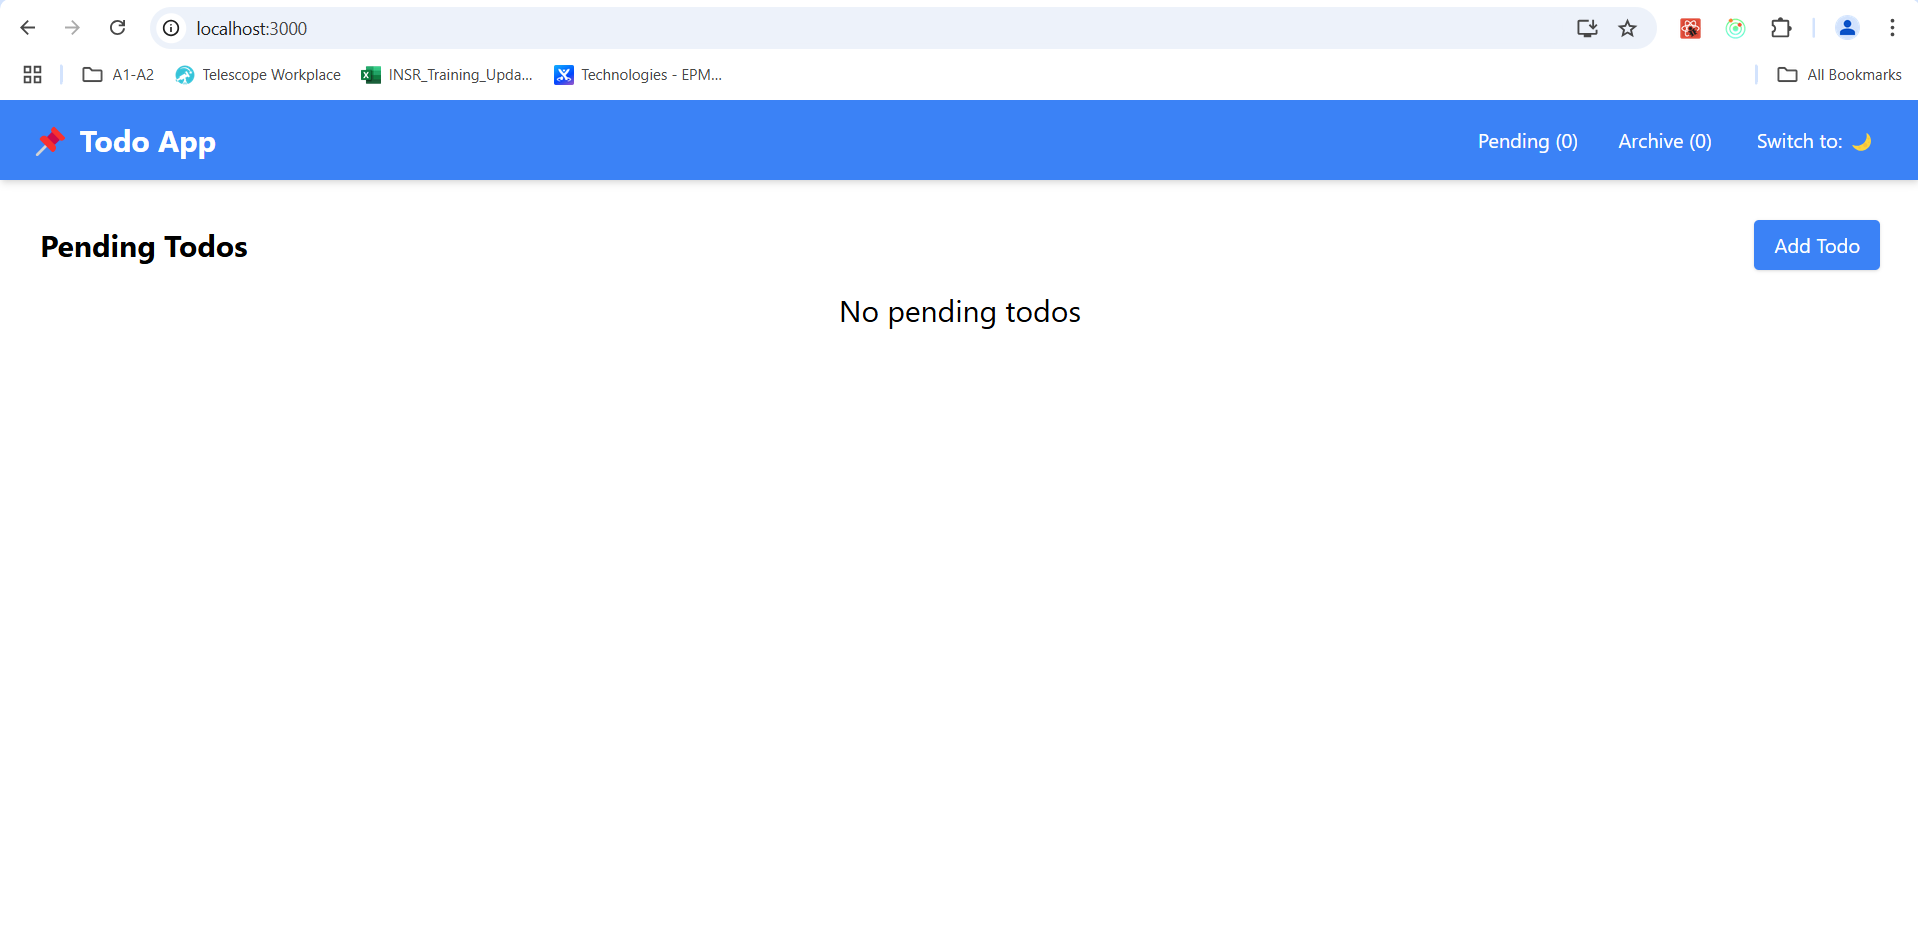 localhost:3000
A1-A2 Telescope Workplace INSR_Training_Upda... Technologies - EPM... All Bookmarks
Todo App Pending (0) Archive (0) Switch to:
Pending Todos Add Todo
No pending todos